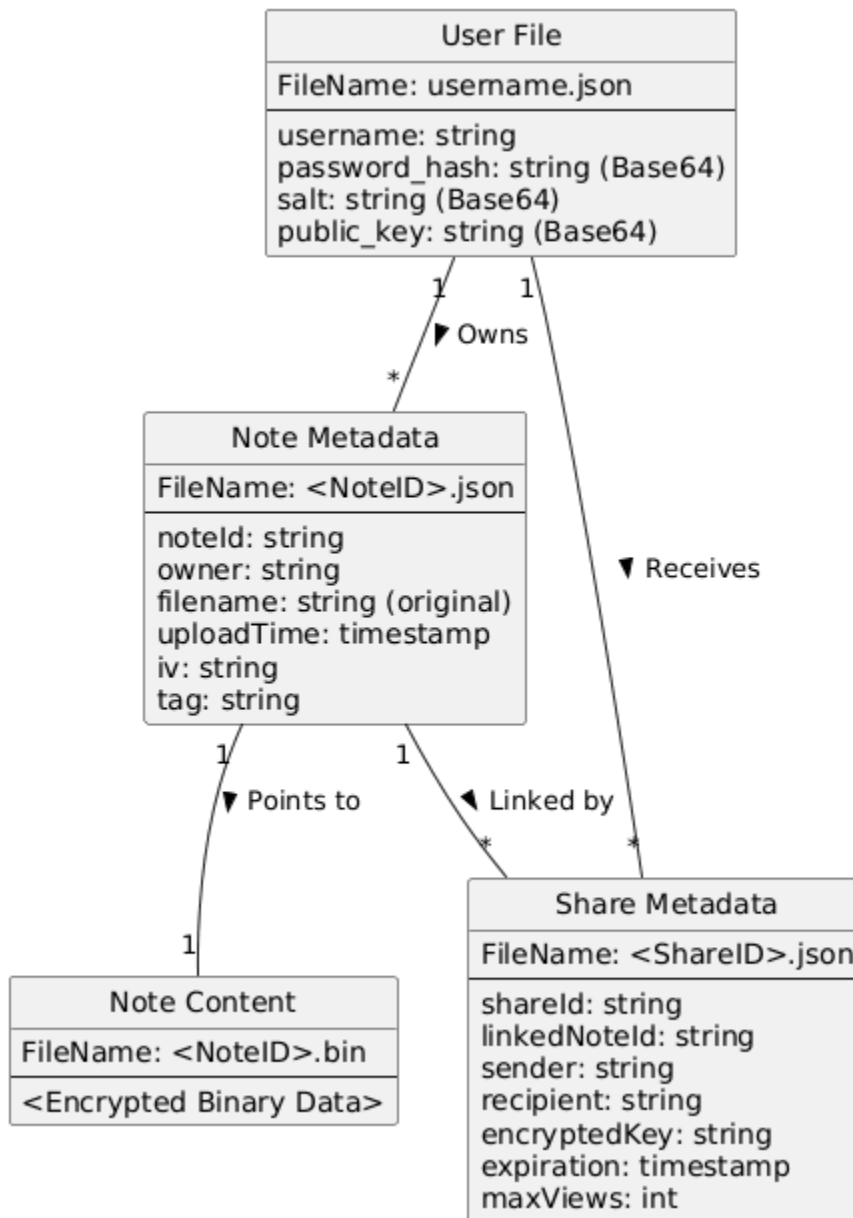 User File
FileName: username.json
username: string
password_hash: string (Base64)
salt: string (Base64)
public_key: string (Base64)
1
1
Owns
*
Note Metadata
FileName: <NoteID>.json
noteId: string
owner: string
filename: string (original)
uploadTime: timestamp
iv: string
tag: string
Receives
1
1
Points to
Linked by
*
*
1
Note Content
FileName: <NoteID>.bin
<Encrypted Binary Data>
Share Metadata
FileName: <ShareID>.json
shareId: string
linkedNoteId: string
sender: string
recipient: string
encryptedKey: string
expiration: timestamp
maxViews: int